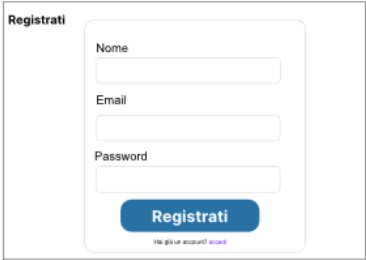 Registrati
Nome
Email
Password
Registrati
Hai già un account? accedi